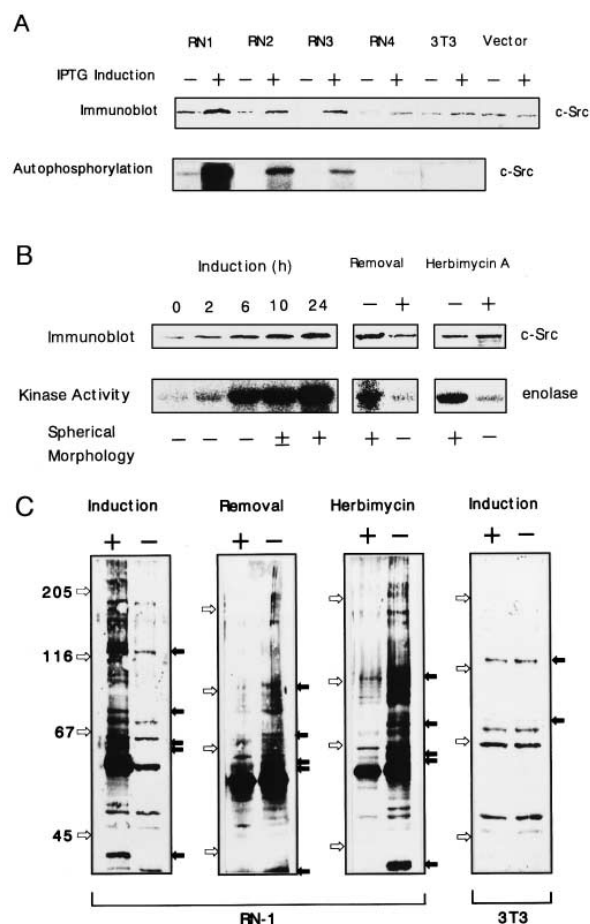 A
RN1 RN2 RN3 RN4 3T3 Vector
IPTG Induction − + − + − + − + − + − +
Immunoblot c-Src
Autophosphorylation c-Src
B
Induction (h) Removal Herbimycin A
0 2 6 10 24 − + − +
Immunoblot c-Src
Kinase Activity enolase
Spherical Morphology − − − ± + + − + −
C
Induction Removal Herbimycin Induction
+ − + − + − + −
205
116
67
45
RN-1 3T3